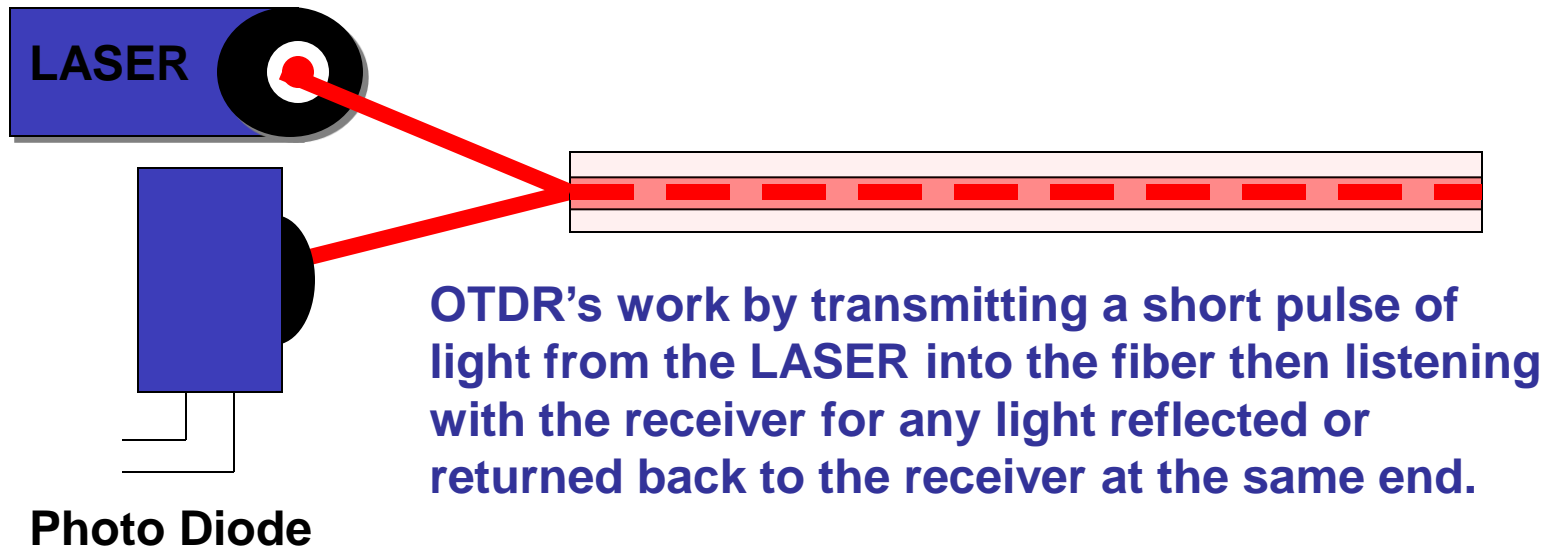 LASER
OTDR’s work by transmitting a short pulse of
light from the LASER into the fiber then listening
with the receiver for any light reflected or
returned back to the receiver at the same end.
Photo Diode